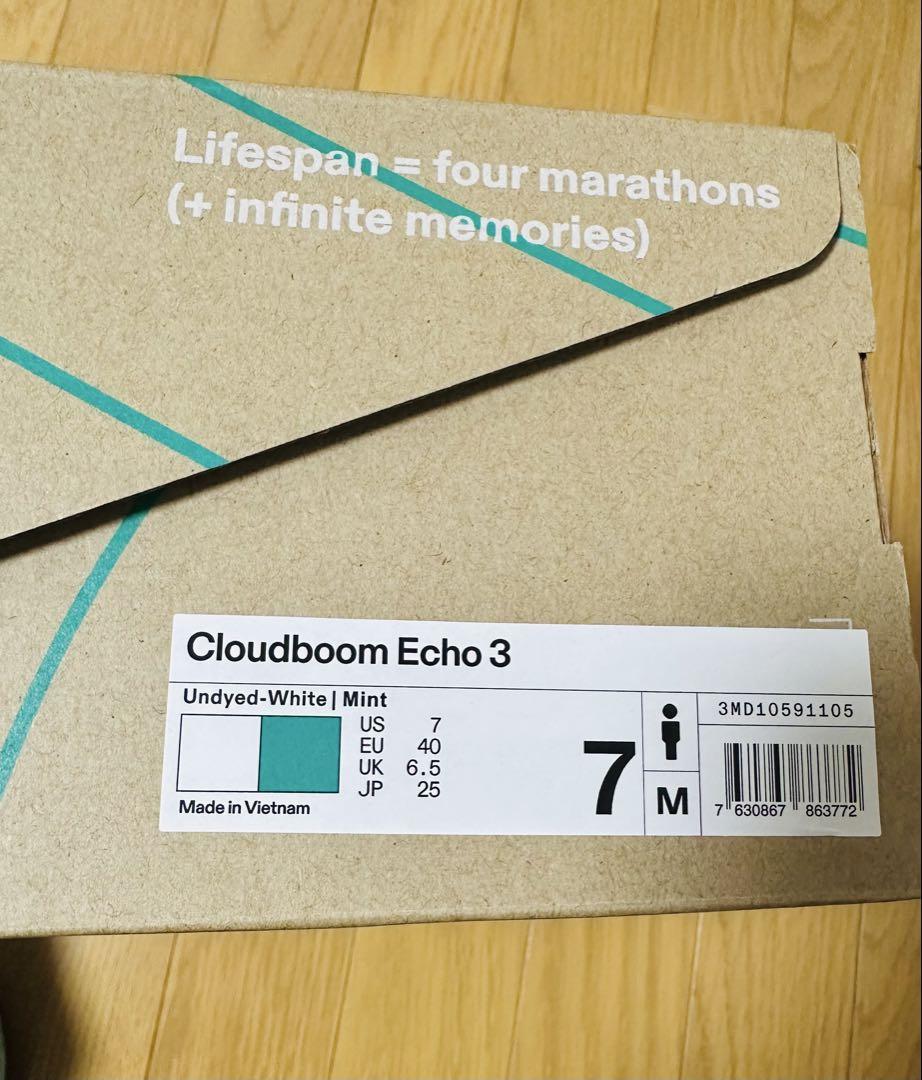 Lifespan = four marathons
(+ infinite memories)
Cloudboom Echo 3
Undyed-White | Mint
US 7
EU 40
UK 6.5
JP 25
Made in Vietnam
7
M
3MD10591105
7 630867 863772